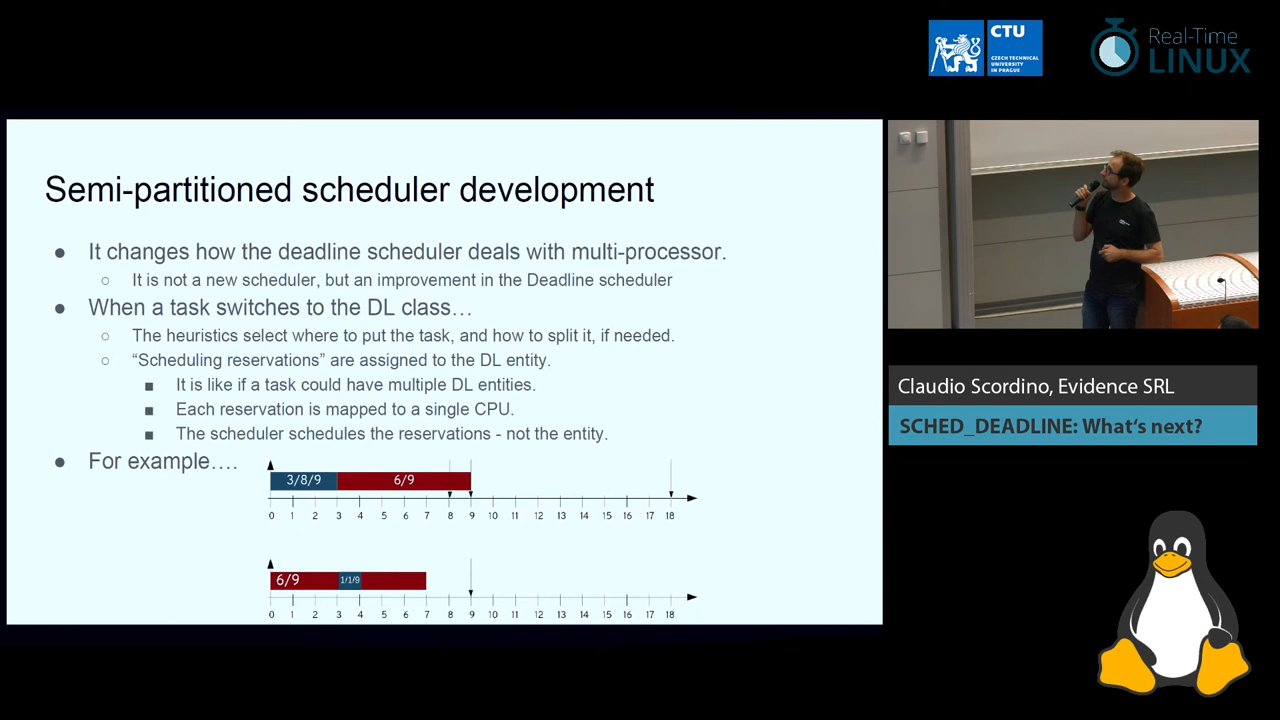 CTU
CZECH TECHNICAL
UNIVERSITY
IN PRAGUE
Real-Time
LINUX
Semi-partitioned scheduler development
● It changes how the deadline scheduler deals with multi-processor.
○ It is not a new scheduler, but an improvement in the Deadline scheduler
● When a task switches to the DL class…
○ The heuristics select where to put the task, and how to split it, if needed.
○ “Scheduling reservations” are assigned to the DL entity.
■ It is like if a task could have multiple DL entities.
■ Each reservation is mapped to a single CPU.
■ The scheduler schedules the reservations - not the entity.
● For example….
3/8/9 6/9
0 1 2 3 4 5 6 7 8 9 10 11 12 13 14 15 16 17 18
6/9 1/1/9
0 1 2 3 4 5 6 7 8 9 10 11 12 13 14 15 16 17 18
Claudio Scordino, Evidence SRL
SCHED_DEADLINE: What‘s next?